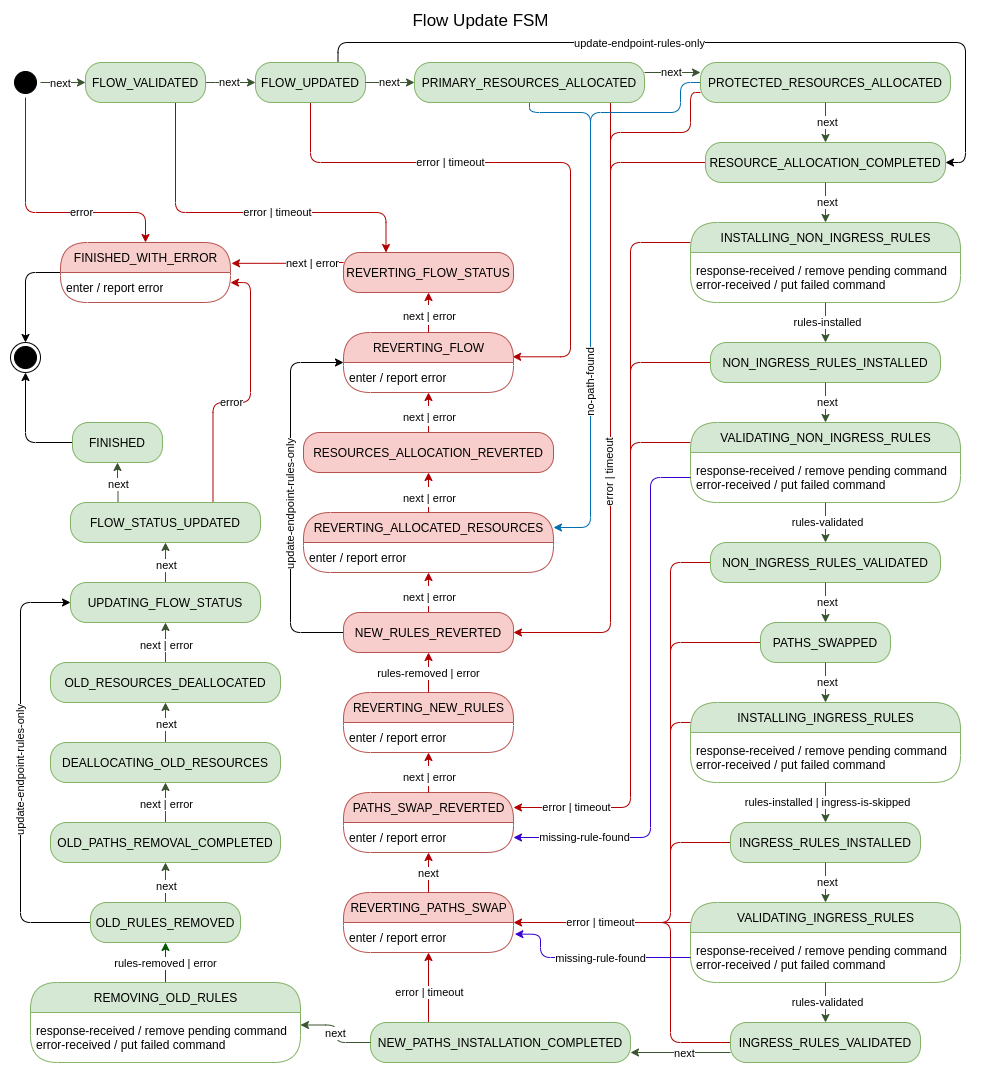 Flow Update FSM
update-endpoint-rules-only
next
FLOW_VALIDATED
next
FLOW_UPDATED
next
PRIMARY_RESOURCES_ALLOCATED
next
PROTECTED_RESOURCES_ALLOCATED
next
error | timeout
RESOURCE_ALLOCATION_COMPLETED
next
error
error | timeout
INSTALLING_NON_INGRESS_RULES
response-received / remove pending command
error-received / put failed command
FINISHED_WITH_ERROR
enter / report error
next | error
REVERTING_FLOW_STATUS
next | error
rules-installed
REVERTING_FLOW
enter / report error
NON_INGRESS_RULES_INSTALLED
no-path-found
next
error
next | error
FINISHED
RESOURCES_ALLOCATION_REVERTED
VALIDATING_NON_INGRESS_RULES
response-received / remove pending command
error-received / put failed command
error | timeout
update-endpoint-rules-only
next
next | error
FLOW_STATUS_UPDATED
REVERTING_ALLOCATED_RESOURCES
enter / report error
rules-validated
next
NON_INGRESS_RULES_VALIDATED
next | error
next
UPDATING_FLOW_STATUS
NEW_RULES_REVERTED
PATHS_SWAPPED
next | error
rules-removed | error
next
OLD_RESOURCES_DEALLOCATED
REVERTING_NEW_RULES
enter / report error
INSTALLING_INGRESS_RULES
response-received / remove pending command
error-received / put failed command
next
update-endpoint-rules-only
DEALLOCATING_OLD_RESOURCES
next | error
next | error
rules-installed | ingress-is-skipped
PATHS_SWAP_REVERTED
enter / report error
error | timeout
missing-rule-found
OLD_PATHS_REMOVAL_COMPLETED
INGRESS_RULES_INSTALLED
next
next
next
OLD_RULES_REMOVED
REVERTING_PATHS_SWAP
enter / report error
error | timeout
missing-rule-found
VALIDATING_INGRESS_RULES
response-received / remove pending command
error-received / put failed command
rules-removed | error
REMOVING_OLD_RULES
response-received / remove pending command
error-received / put failed command
error | timeout
rules-validated
next
NEW_PATHS_INSTALLATION_COMPLETED
next
INGRESS_RULES_VALIDATED